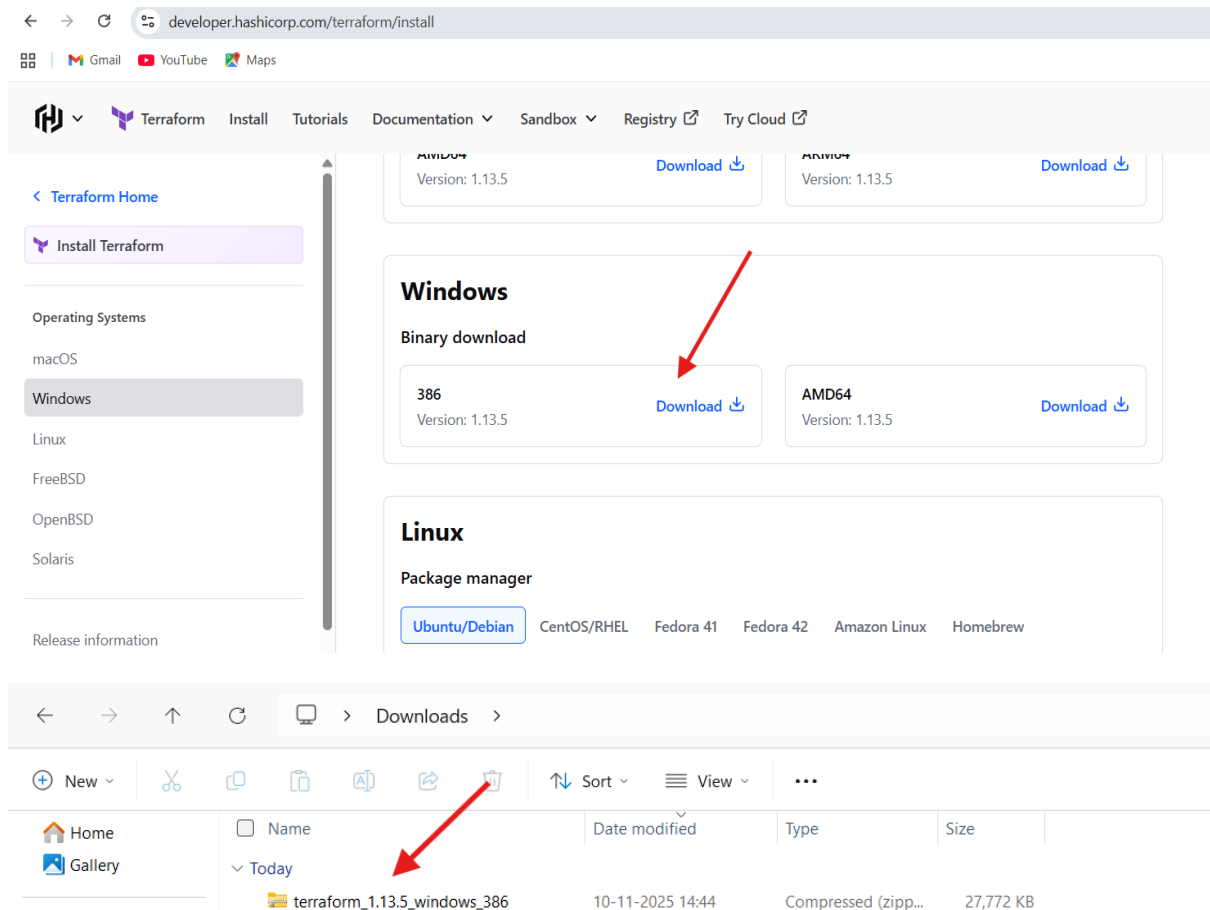 developer.hashicorp.com/terraform/install
Gmail YouTube Maps
Terraform Install Tutorials Documentation Sandbox Registry Try Cloud
AMD64 Download ARM64 Download
Version: 1.13.5 Version: 1.13.5
Terraform Home
Install Terraform
Operating Systems
macOS
Windows
Linux
FreeBSD
OpenBSD
Solaris
Release information
Windows
Binary download
386 Download AMD64 Download
Version: 1.13.5 Version: 1.13.5
Linux
Package manager
Ubuntu/Debian CentOS/RHEL Fedora 41 Fedora 42 Amazon Linux Homebrew
Downloads
New Sort View
Home
Gallery
Name Date modified Type Size
Today
terraform_1.13.5_windows_386 10-11-2025 14:44 Compressed (zipp... 27,772 KB